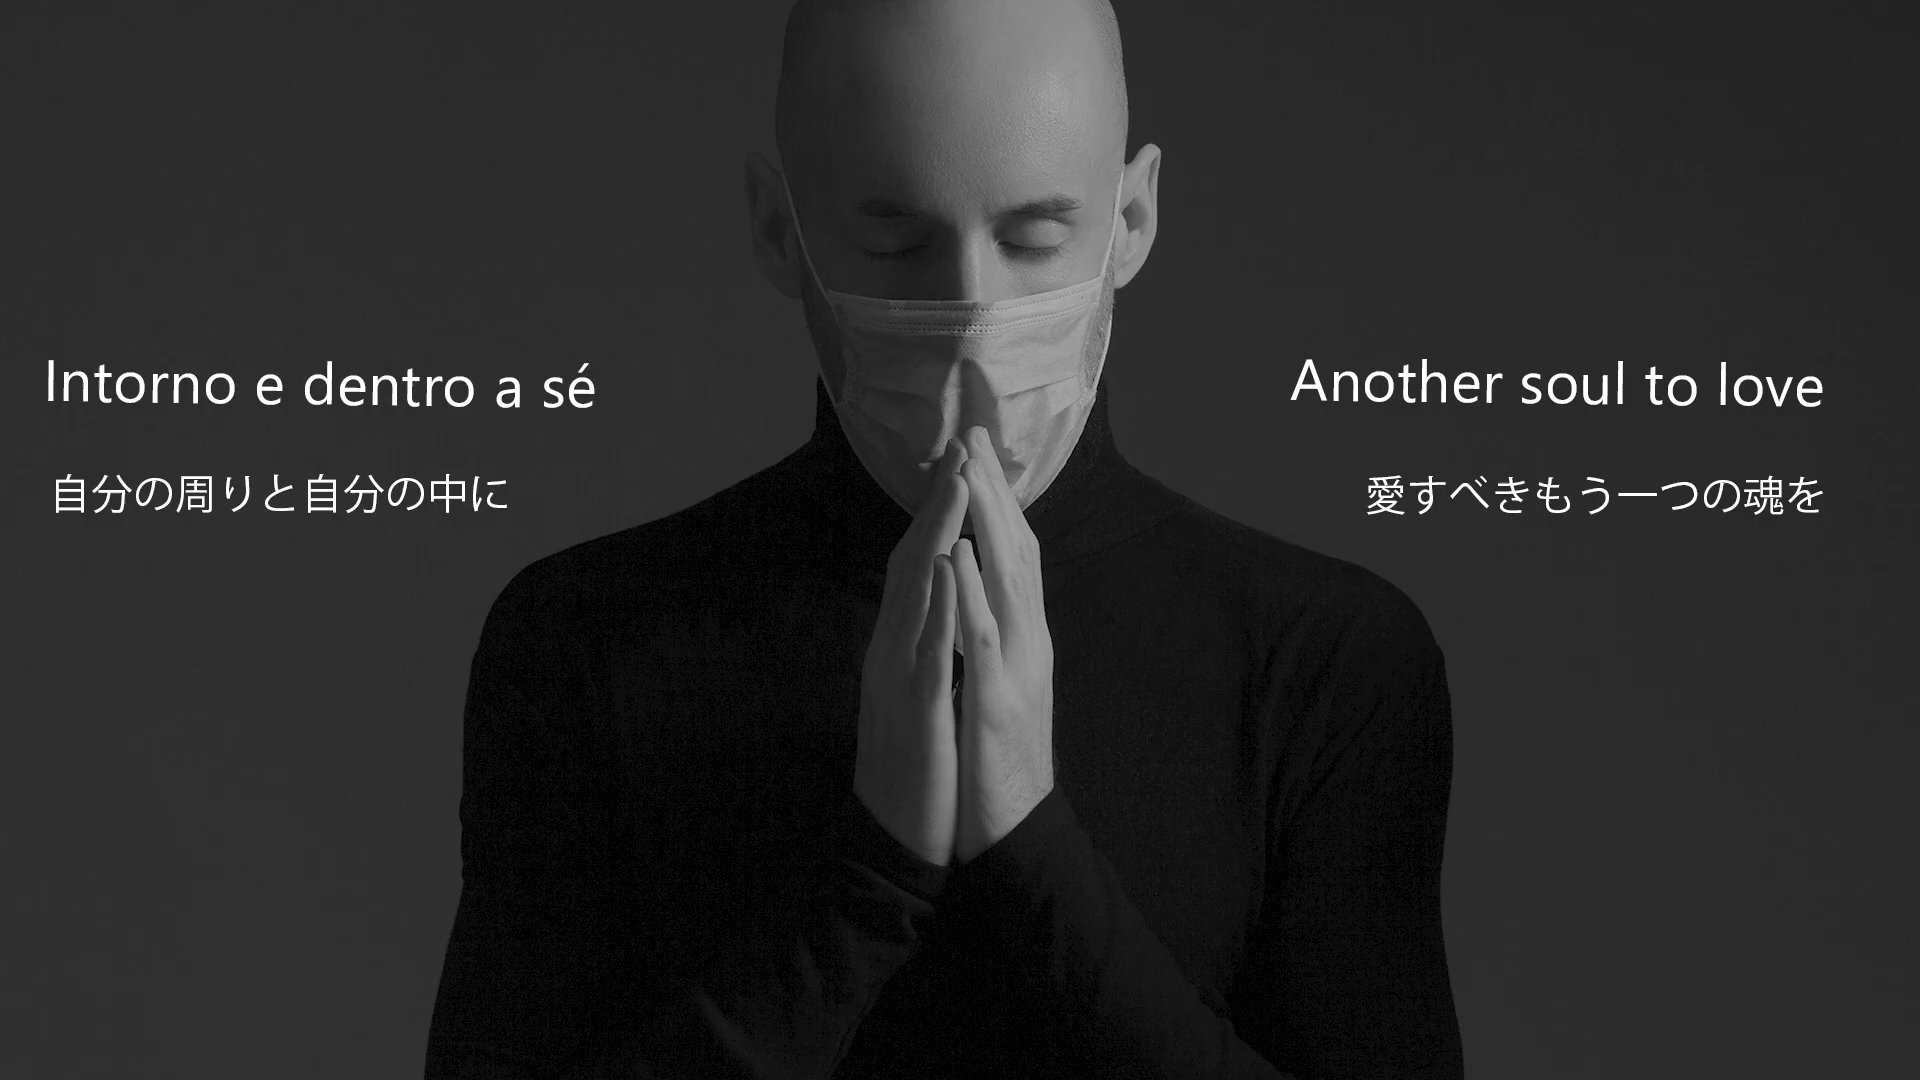 Intorno e dentro a sé
自分の周りと自分の中に
Another soul to love
愛すべきもう一つの魂を